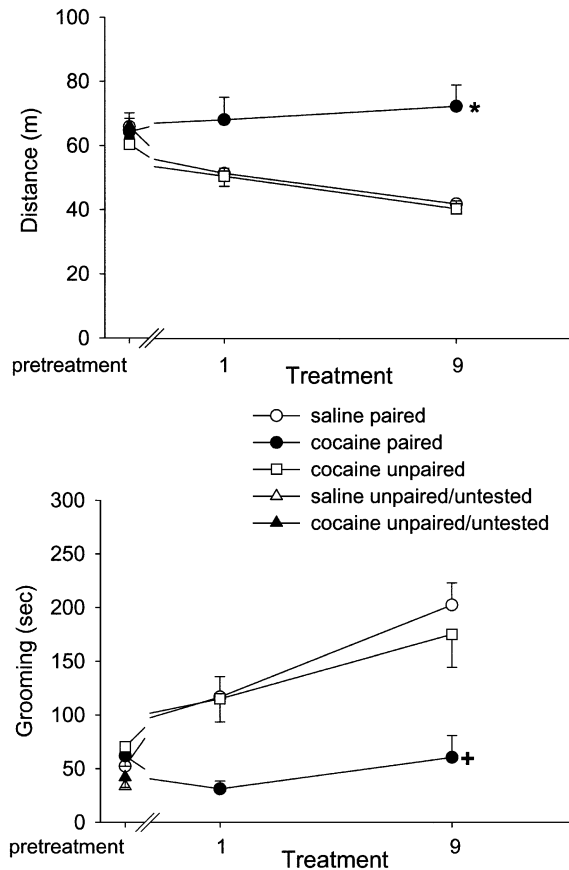 100
80
60
40
20
0
Distance (m)
*
pretreatment 1 Treatment 9
saline paired
cocaine paired
cocaine unpaired
saline unpaired/untested
cocaine unpaired/untested
300
250
200
150
100
50
0
Grooming (sec)
+
pretreatment 1 Treatment 9